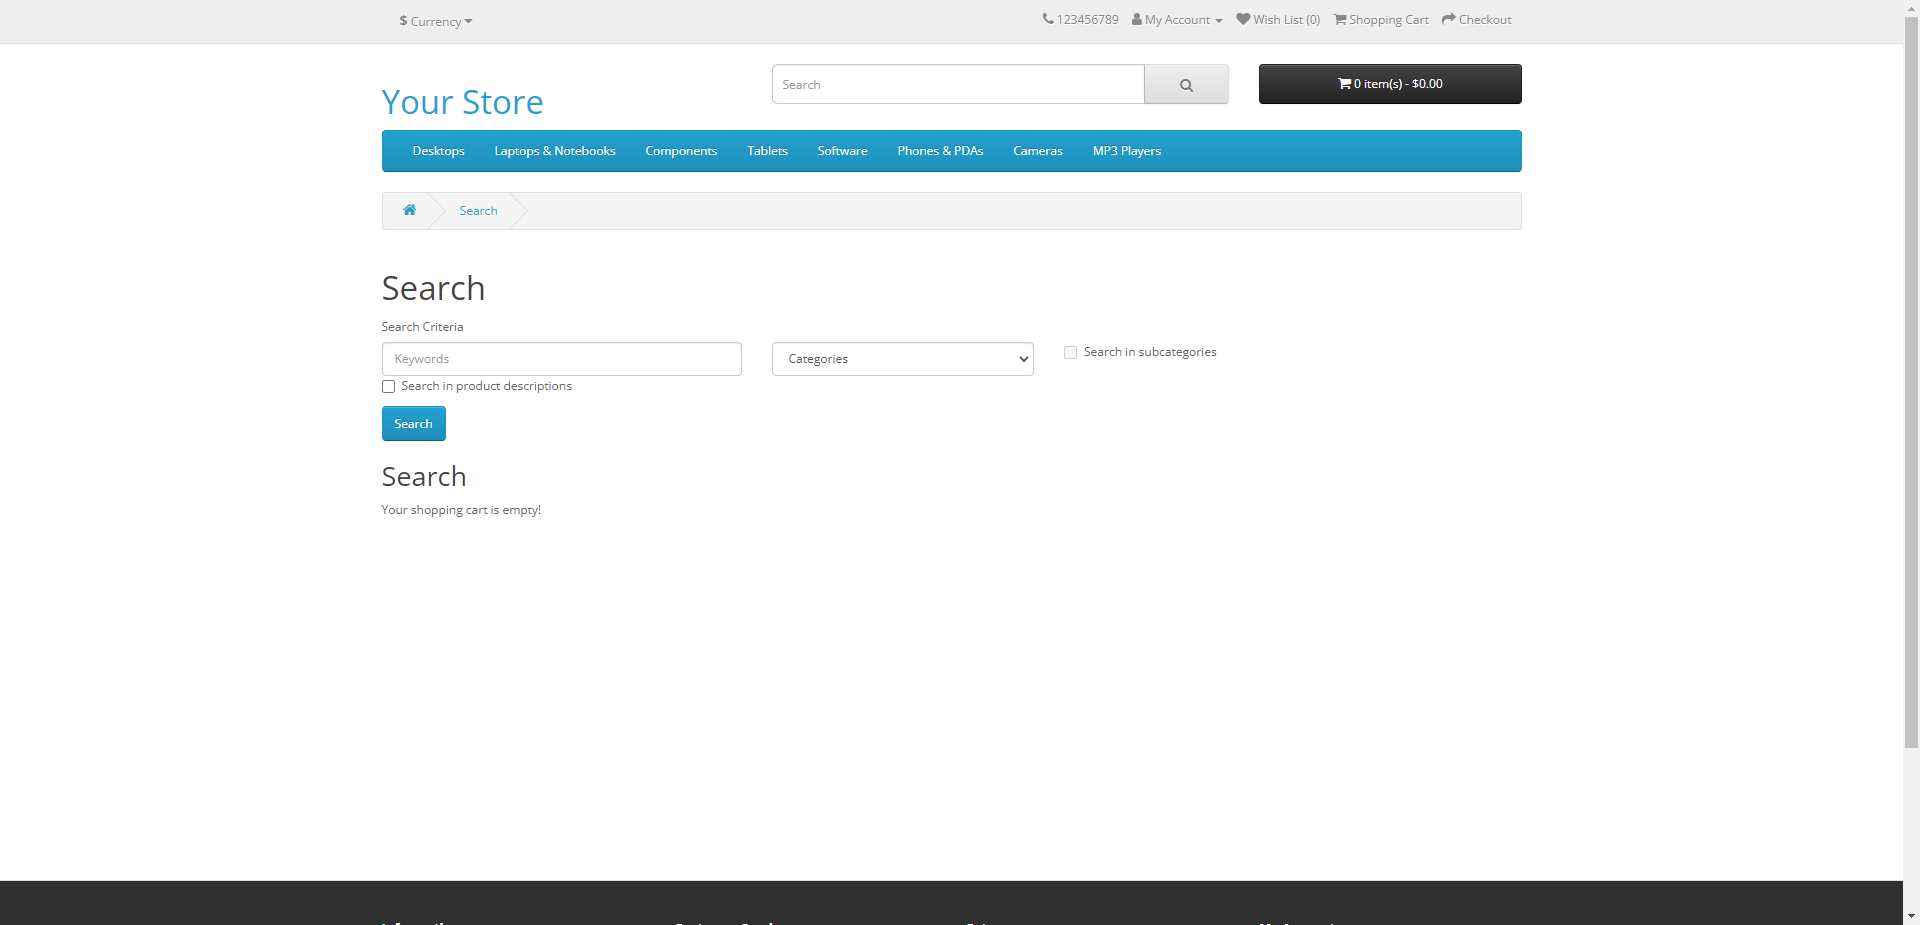 $ Currency
123456789 My Account Wish List (0) Shopping Cart Checkout
Your Store
Search
0 item(s) - $0.00
Desktops Laptops & Notebooks Components Tablets Software Phones & PDAs Cameras MP3 Players
Search
Search
Search Criteria
Keywords
Categories
Search in subcategories
Search in product descriptions
Search
Search
Your shopping cart is empty!